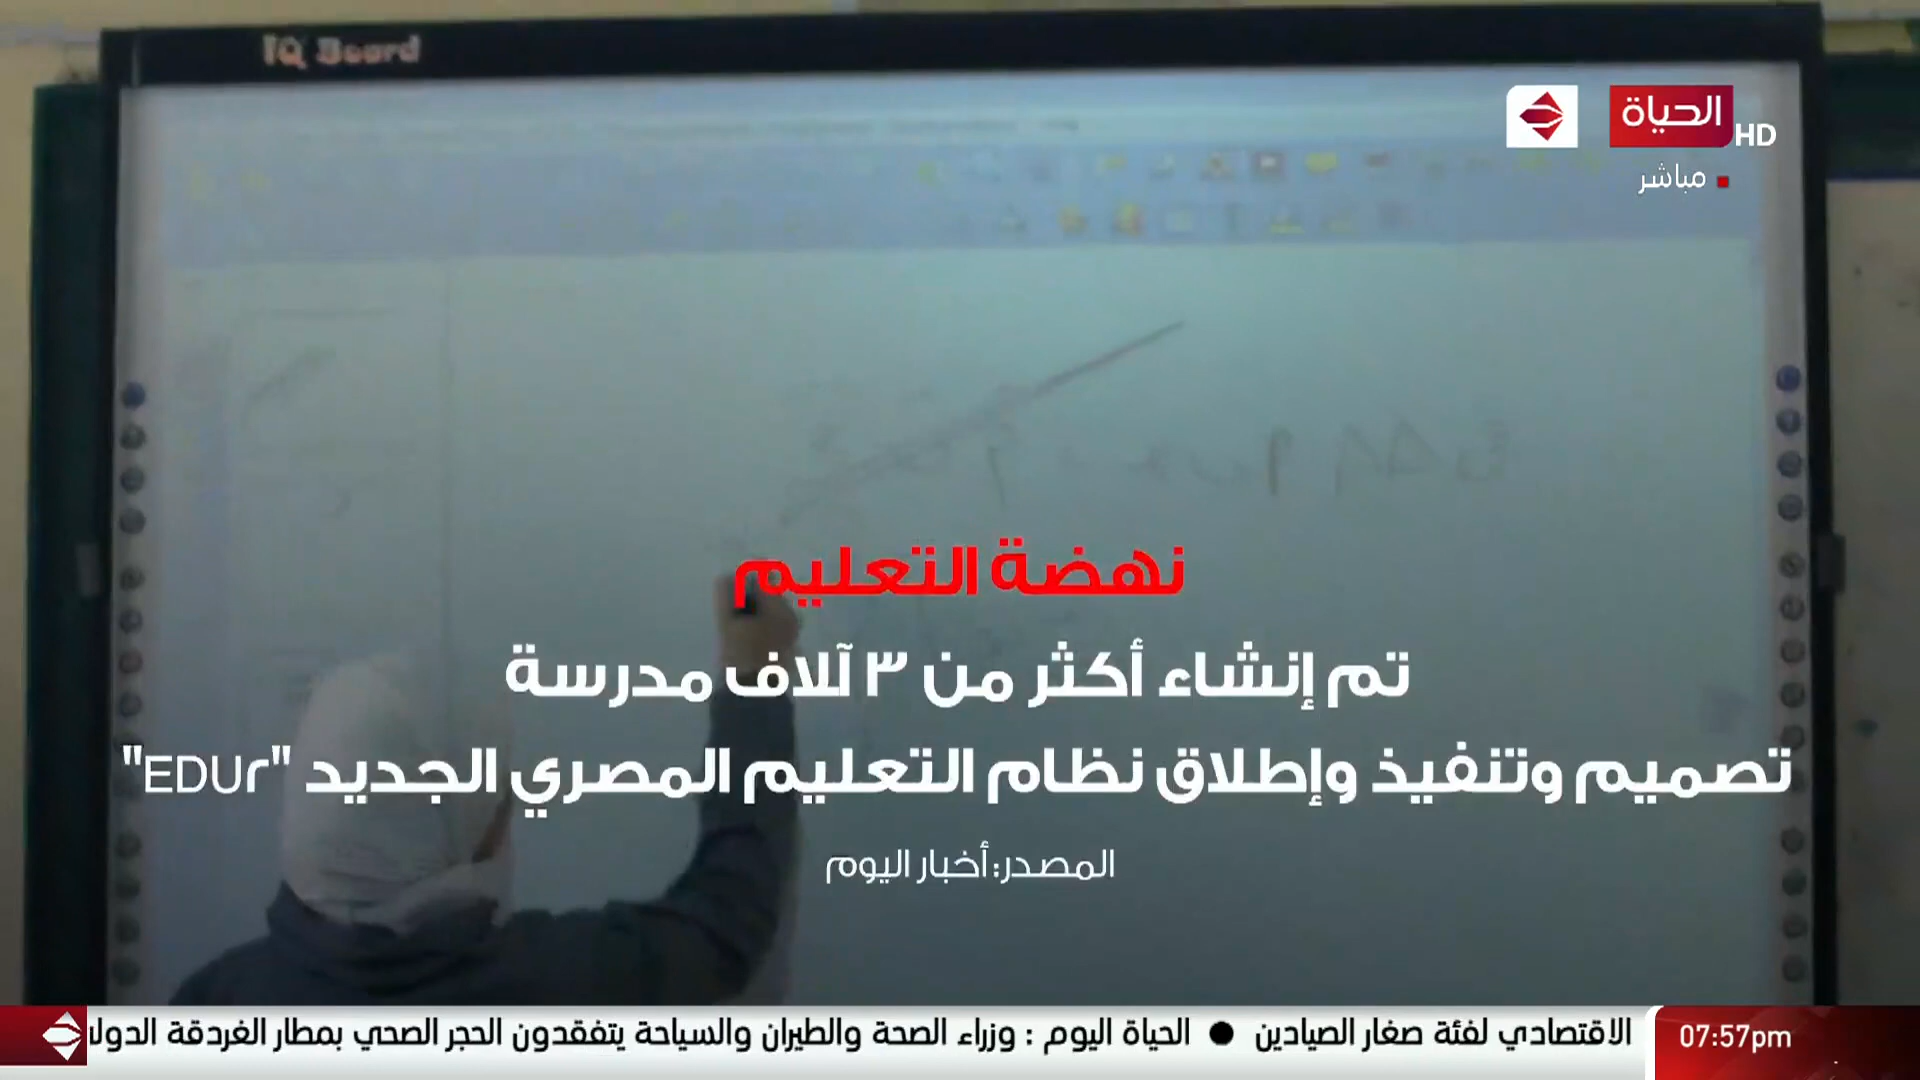 IQ Board
الحياة
HD
مباشر
نهضة التعليم
تم إنشاء أكثر من ٣ آلاف مدرسة
تصميم وتنفيذ وإطلاق نظام التعليم المصري الجديد "EDU٢"
المصدر: أخبار اليوم
الاقتصادي لفئة صغار الصيادين ● الحياة اليوم : وزراء الصحة والطيران والسياحة يتفقدون الحجر الصحي بمطار الغردقة الدول
07:57pm